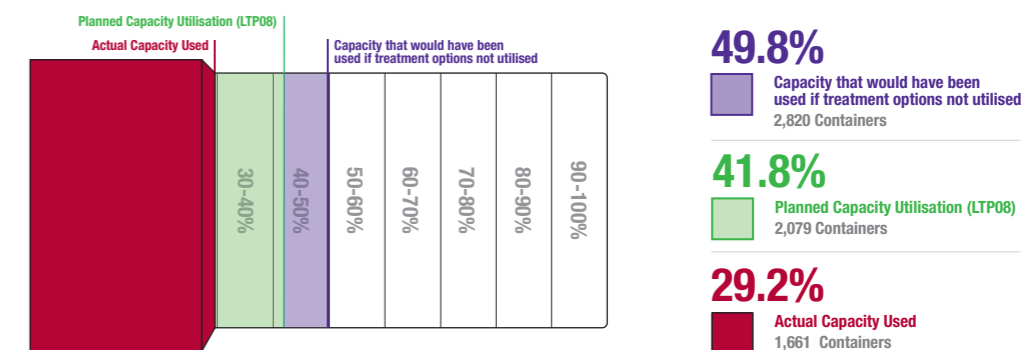 Planned Capacity Utilisation (LTP08)
Actual Capacity Used
Capacity that would have been
used if treatment options not utilised
30-40%
40-50%
50-60%
60-70%
70-80%
80-90%
90-100%
49.8%
Capacity that would have been
used if treatment options not utilised
2,820 Containers
41.8%
Planned Capacity Utilisation (LTP08)
2,079 Containers
29.2%
Actual Capacity Used
1,661 Containers